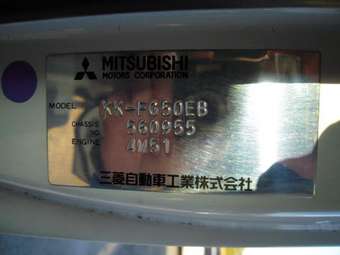 MITSUBISHI
MOTORS CORPORATION
MODEL KK-FG50EB
CHASSIS NO 560955
ENGINE 4M51
三菱自動車工業株式会社